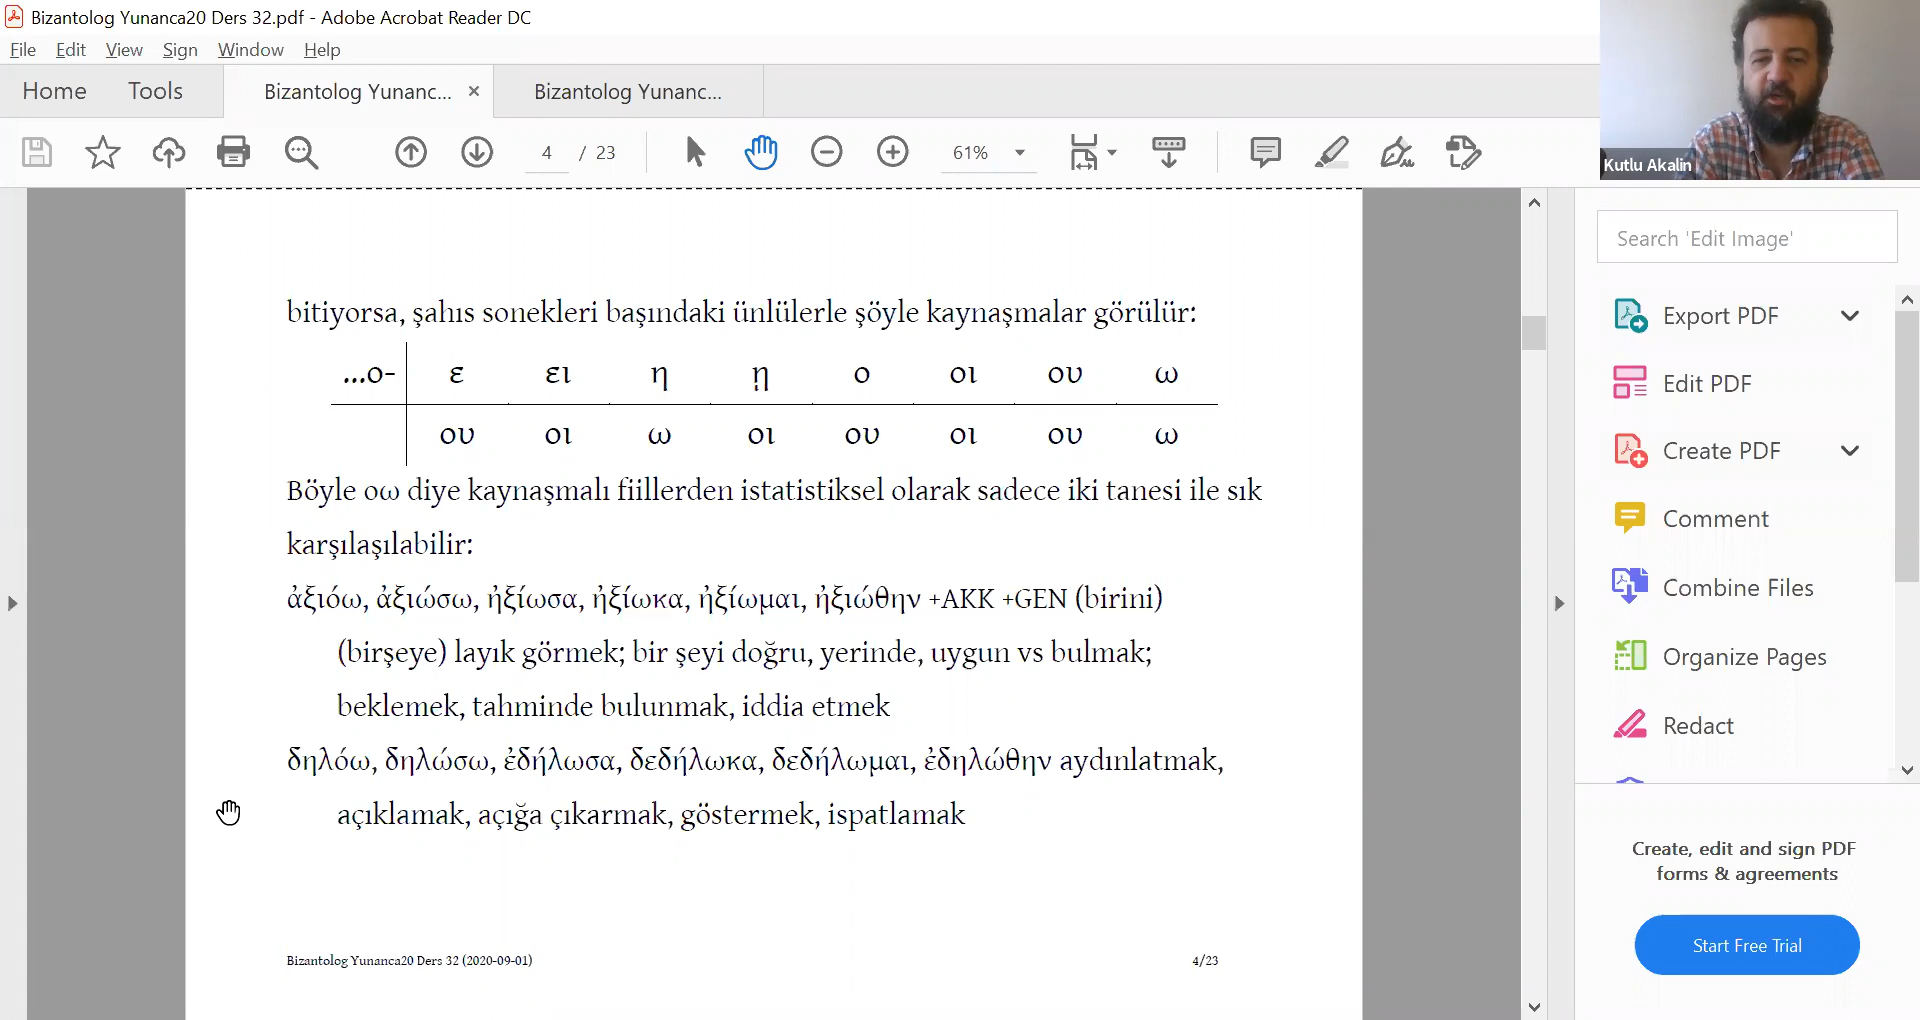 Bizantolog Yunanca20 Ders 32.pdf - Adobe Acrobat Reader DC
File Edit View Sign Window Help
Home Tools Bizantolog Yunanc... × Bizantolog Yunanc...
4 / 23 61%
Kutlu Akalin
bitiyorsa, şahıs sonekleri başındaki ünlülerle şöyle kaynaşmalar görülür:
...ο- ε ει η ῃ ο οι ου ω
ου οι ω οι ου οι ου ω
Böyle οω diye kaynaşmalı fiillerden istatistiksel olarak sadece iki tanesi ile sık
karşılaşılabilir:
ἀξιόω, ἀξιώσω, ἠξίωσα, ἠξίωκα, ἠξίωμαι, ἠξιώθην +AKK +GEN (birini)
(birşeye) layık görmek; bir şeyi doğru, yerinde, uygun vs bulmak;
beklemek, tahminde bulunmak, iddia etmek
δηλόω, δηλώσω, ἐδήλωσα, δεδήλωκα, δεδήλωμαι, ἐδηλώθην aydınlatmak,
açıklamak, açığa çıkarmak, göstermek, ispatlamak
Bizantolog Yunanca20 Ders 32 (2020-09-01) 4/23
Search 'Edit Image'
Export PDF
Edit PDF
Create PDF
Comment
Combine Files
Organize Pages
Redact
Create, edit and sign PDF
forms & agreements
Start Free Trial